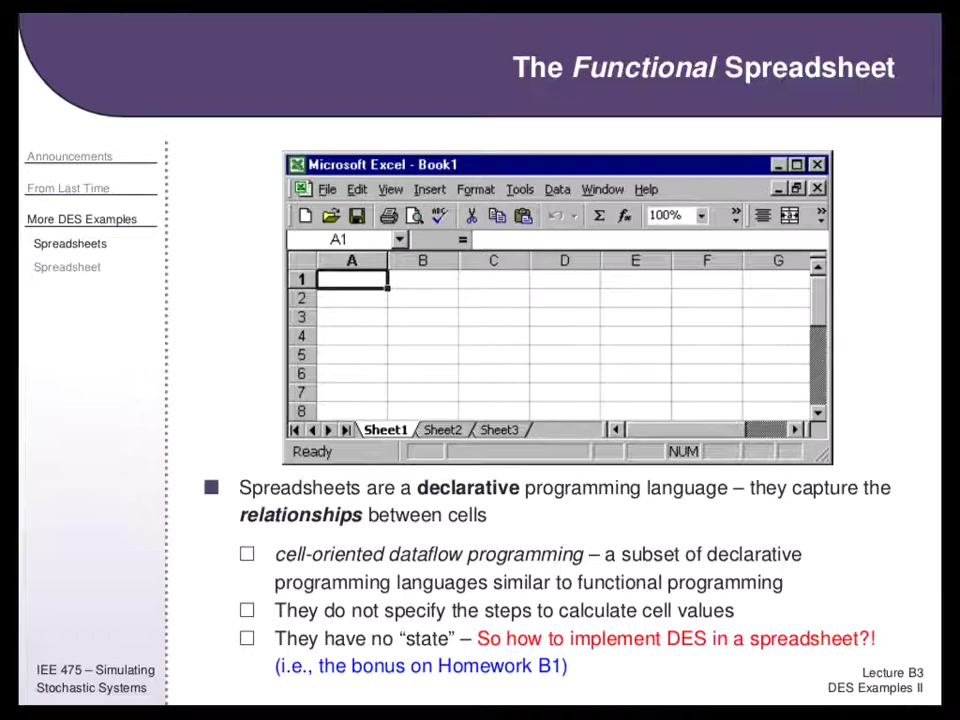 The Functional Spreadsheet
Announcements
From Last Time
More DES Examples
Spreadsheets
Spreadsheet
Microsoft Excel - Book1
File Edit View Insert Format Tools Data Window Help
ABC Σ fx 100% » »
A1 =
A B C D E F G
1
2
3
4
5
6
7
8
Sheet1 Sheet2 Sheet3
Ready NUM
Spreadsheets are a declarative programming language – they capture the
relationships between cells
cell-oriented dataflow programming – a subset of declarative
programming languages similar to functional programming
They do not specify the steps to calculate cell values
They have no “state” – So how to implement DES in a spreadsheet?!
(i.e., the bonus on Homework B1)
IEE 475 – Simulating
Stochastic Systems
Lecture B3
DES Examples II